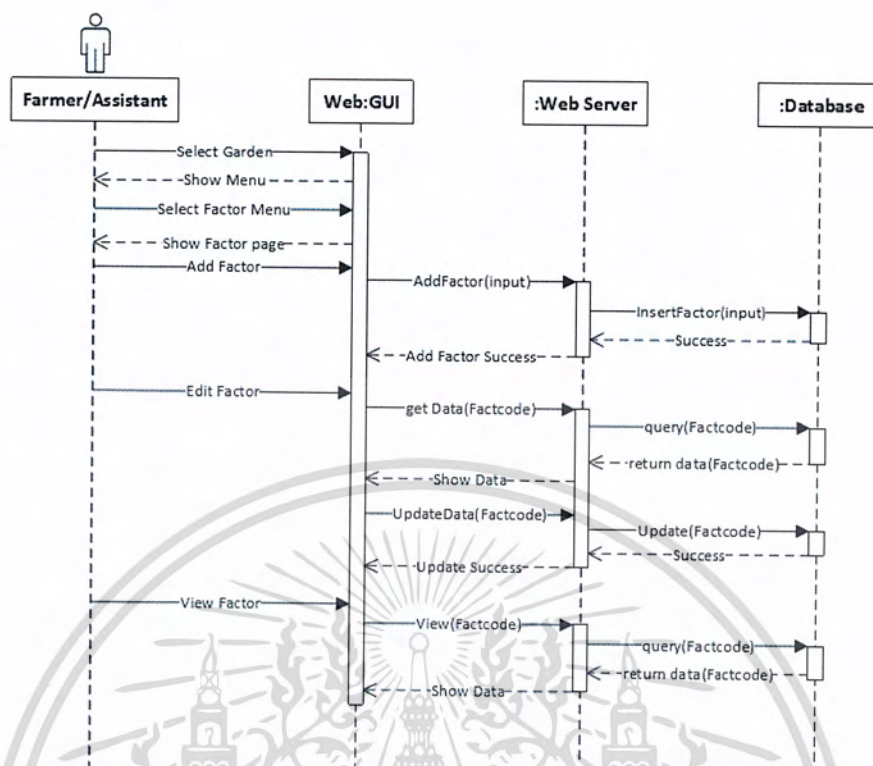 Farmer/Assistant
Web:GUI
:Web Server
:Database
Select Garden
Show Menu
Select Factor Menu
Show Factor page
Add Factor
AddFactor(input)
InsertFactor(input)
Success
Add Factor Success
Edit Factor
get Data(Factcode)
query(Factcode)
return data(Factcode)
Show Data
UpdateData(Factcode)
Update(Factcode)
Success
Update Success
View Factor
View(Factcode)
query(Factcode)
return data(Factcode)
Show Data